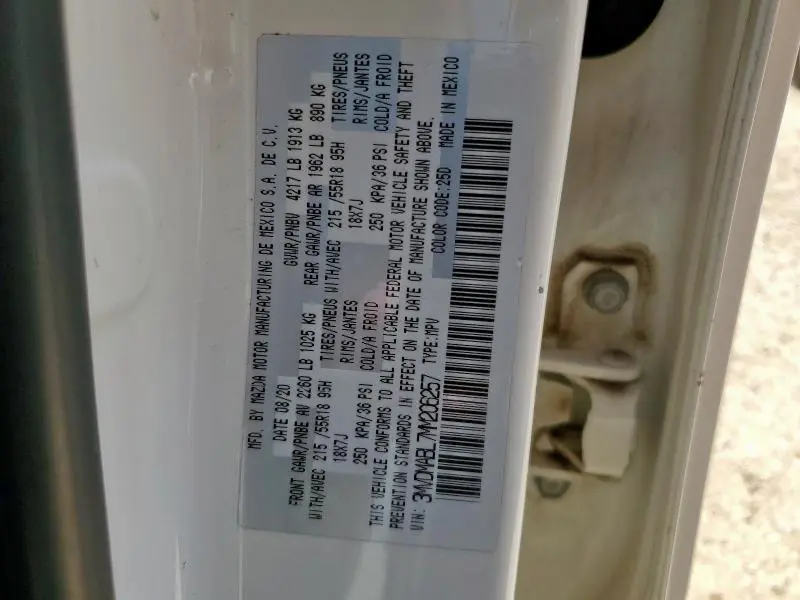 MFD. BY MAZDA MOTOR MANUFACTURING DE MEXICO S.A. DE C.V.
DATE 08/20 GVWR/PNBV 4217 LB 1913 KG
FRONT GAWR/PNBE AV 2260 LB 1025 KG REAR GAWR/PNBE AR 1962 LB 890 KG
WITH/AVEC 215 /55R18 95H TIRES/PNEUS WITH/AVEC 215 /55R18 95H TIRES/PNEUS
18X7J RIMS/JANTES 18X7J RIMS/JANTES
250 KPA/36 PSI COLD/A FROID 250 KPA/36 PSI COLD/A FROID
THIS VEHICLE CONFORMS TO ALL APPLICABLE FEDERAL MOTOR VEHICLE SAFETY AND THEFT
PREVENTION STANDARDS IN EFFECT ON THE DATE OF MANUFACTURE SHOWN ABOVE.
VIN: 3MVDMABL7MM206257 TYPE:MPV COLOR CODE:25D MADE IN MEXICO